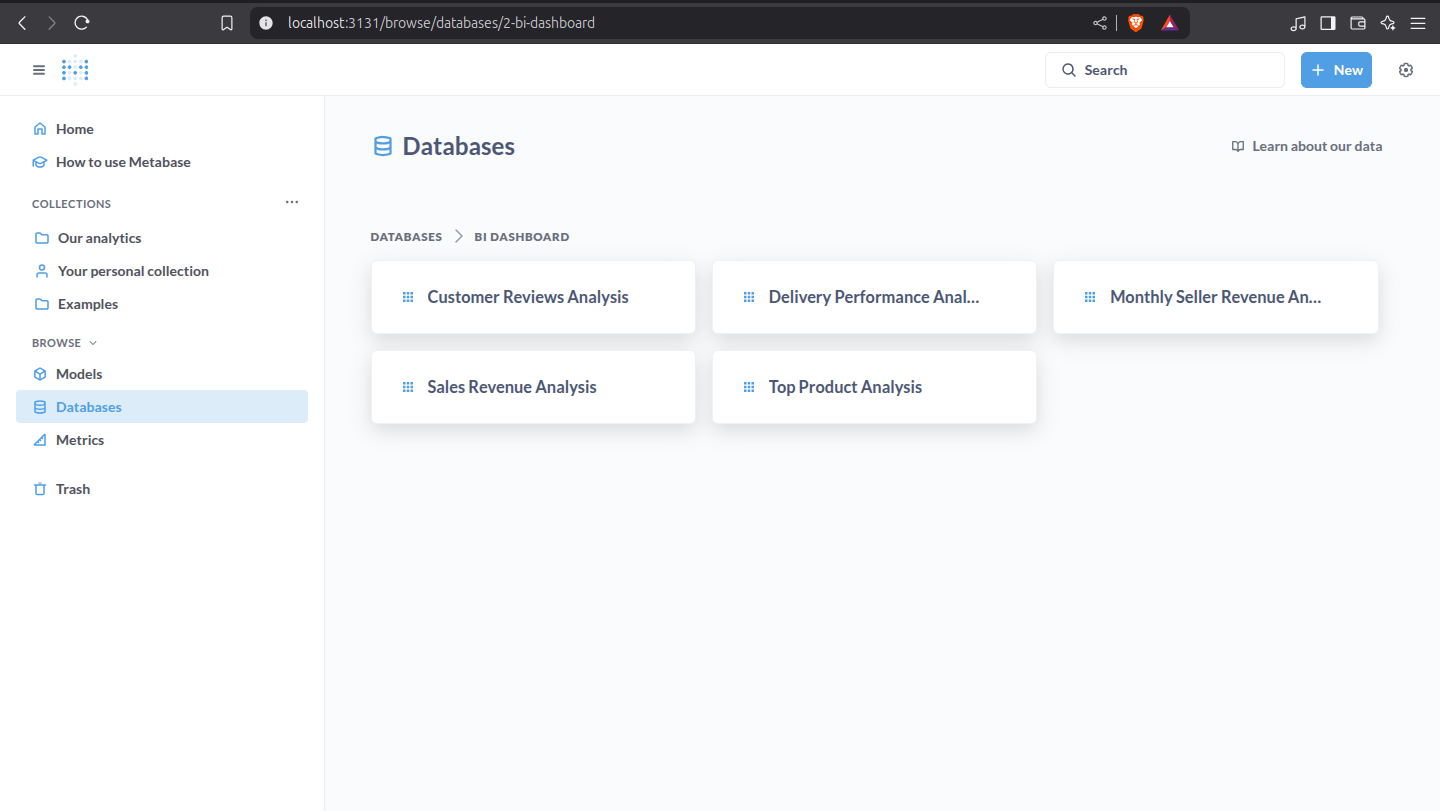 localhost:3131/browse/databases/2-bi-dashboard
Search
+ New
Home
How to use Metabase
COLLECTIONS
Our analytics
Your personal collection
Examples
BROWSE
Models
Databases
Metrics
Trash
Databases
Learn about our data
DATABASES > BI DASHBOARD
Customer Reviews Analysis
Delivery Performance Anal...
Monthly Seller Revenue An...
Sales Revenue Analysis
Top Product Analysis